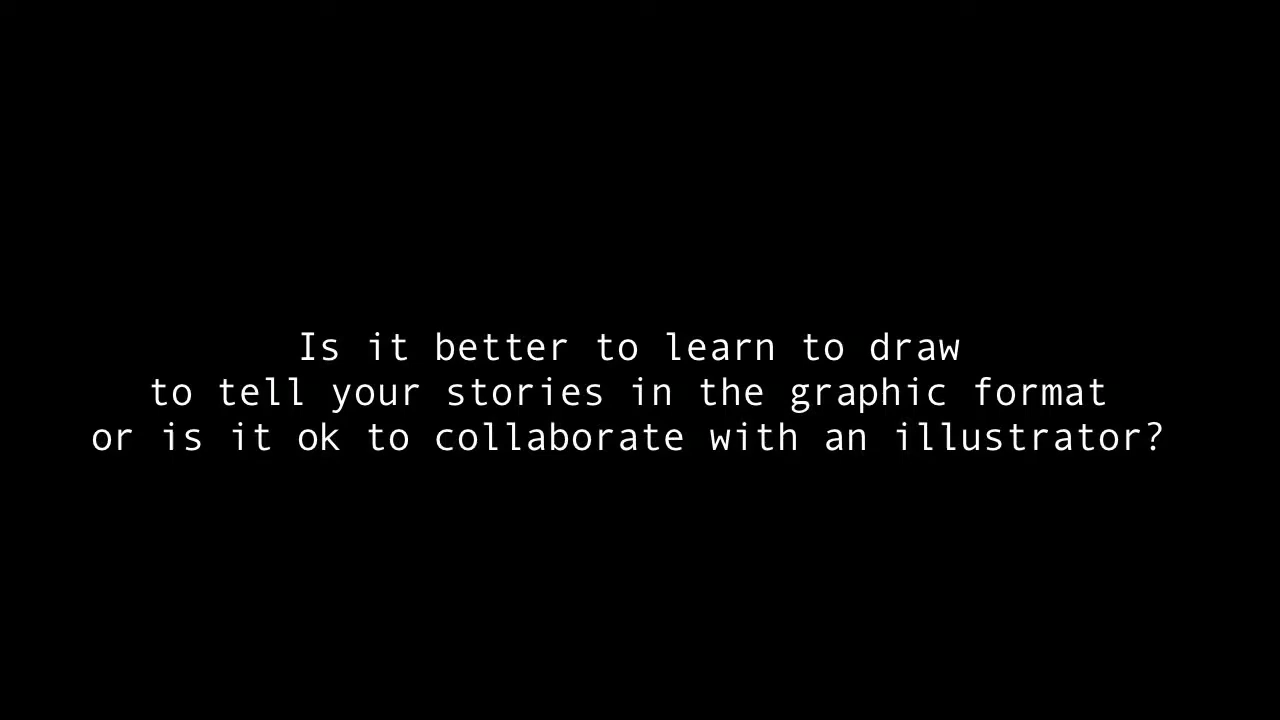 Is it better to learn to draw
to tell your stories in the graphic format
or is it ok to collaborate with an illustrator?